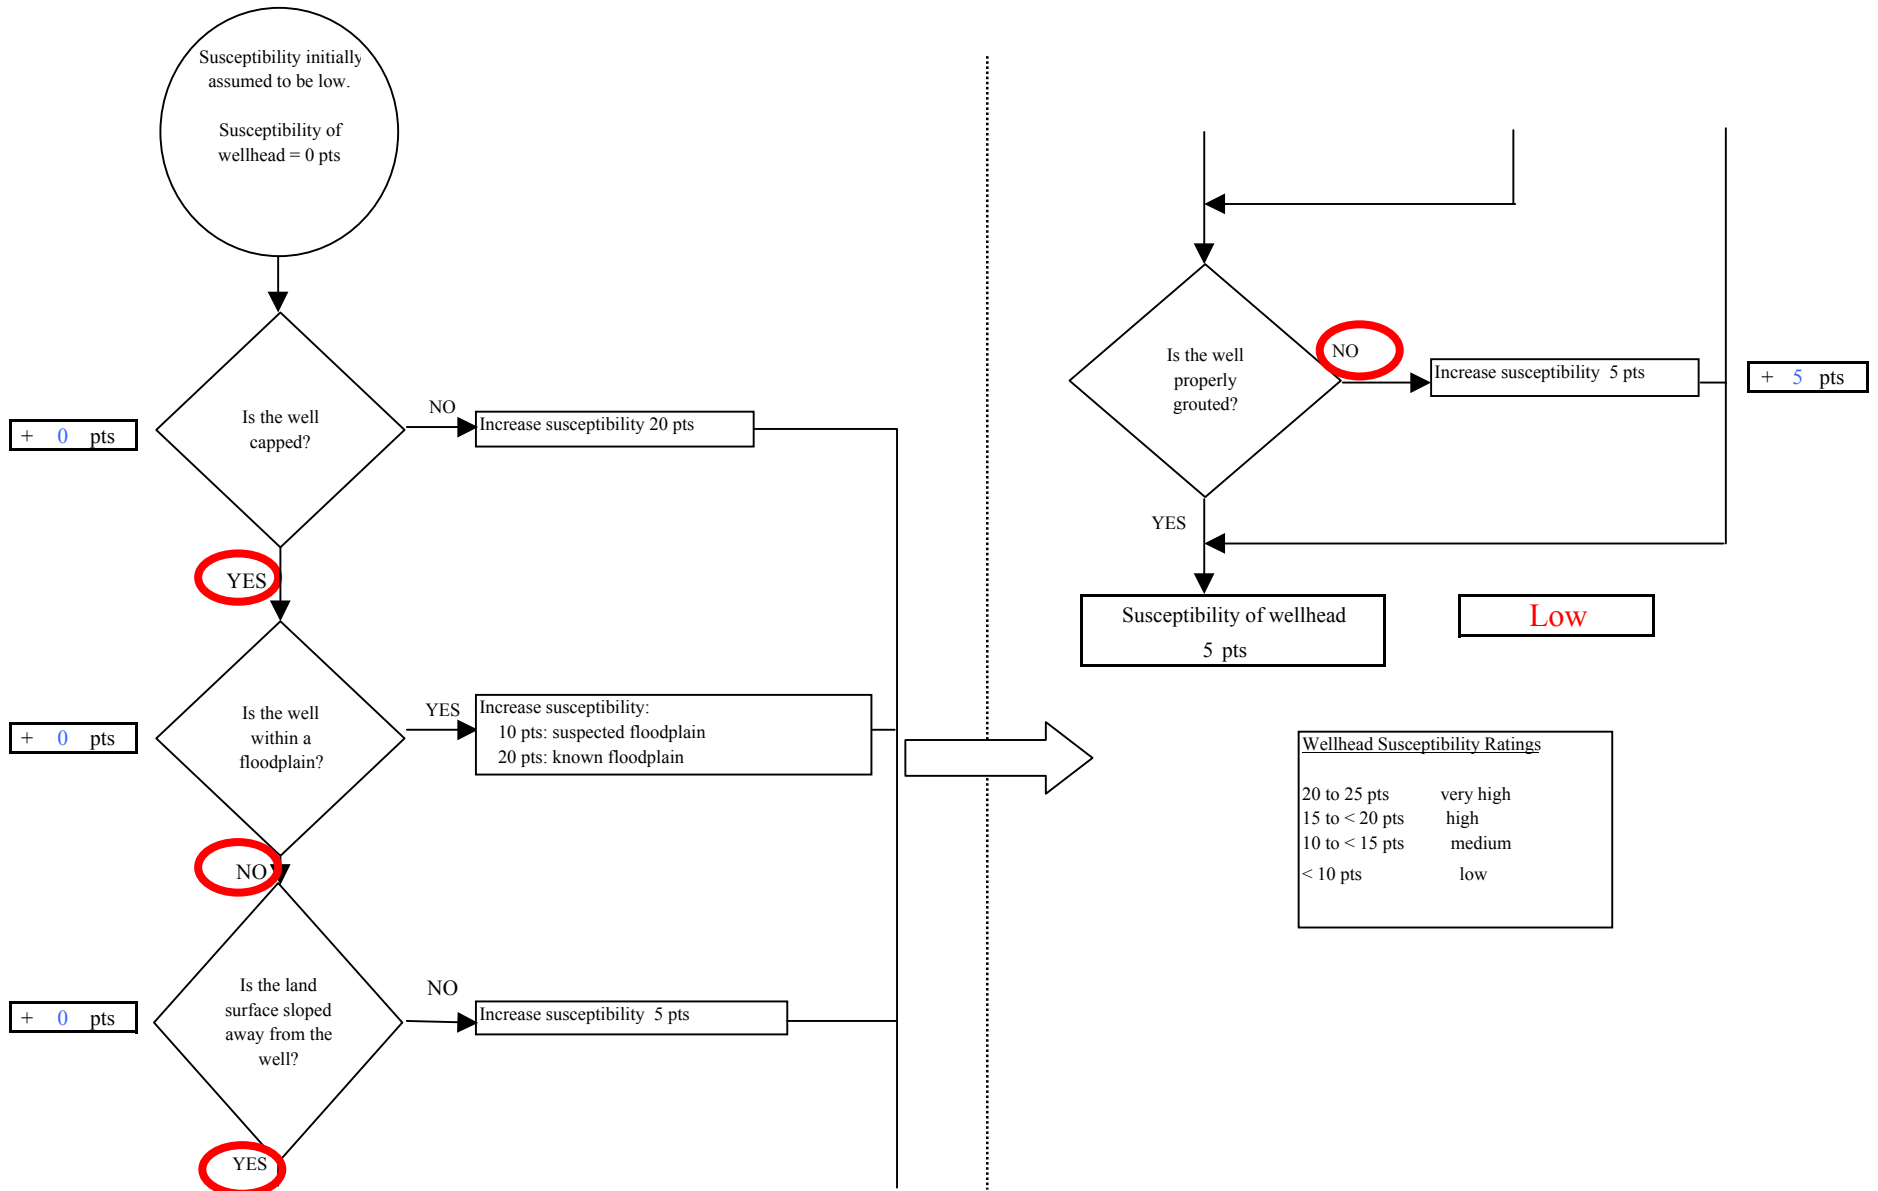 Susceptibility initially
assumed to be low.
Susceptibility of
wellhead = 0 pts
Is the well
capped?
NO
Increase susceptibility 20 pts
+ 0 pts
YES
Is the well
within a
floodplain?
YES
Increase susceptibility:
10 pts: suspected floodplain
20 pts: known floodplain
+ 0 pts
NO
Is the land
surface sloped
away from the
well?
NO
Increase susceptibility 5 pts
+ 0 pts
YES
Is the well
properly
grouted?
NO
Increase susceptibility 5 pts
+ 5 pts
YES
Susceptibility of wellhead
5 pts
Low
Wellhead Susceptibility Ratings
20 to 25 pts very high
15 to < 20 pts high
10 to < 15 pts medium
< 10 pts low